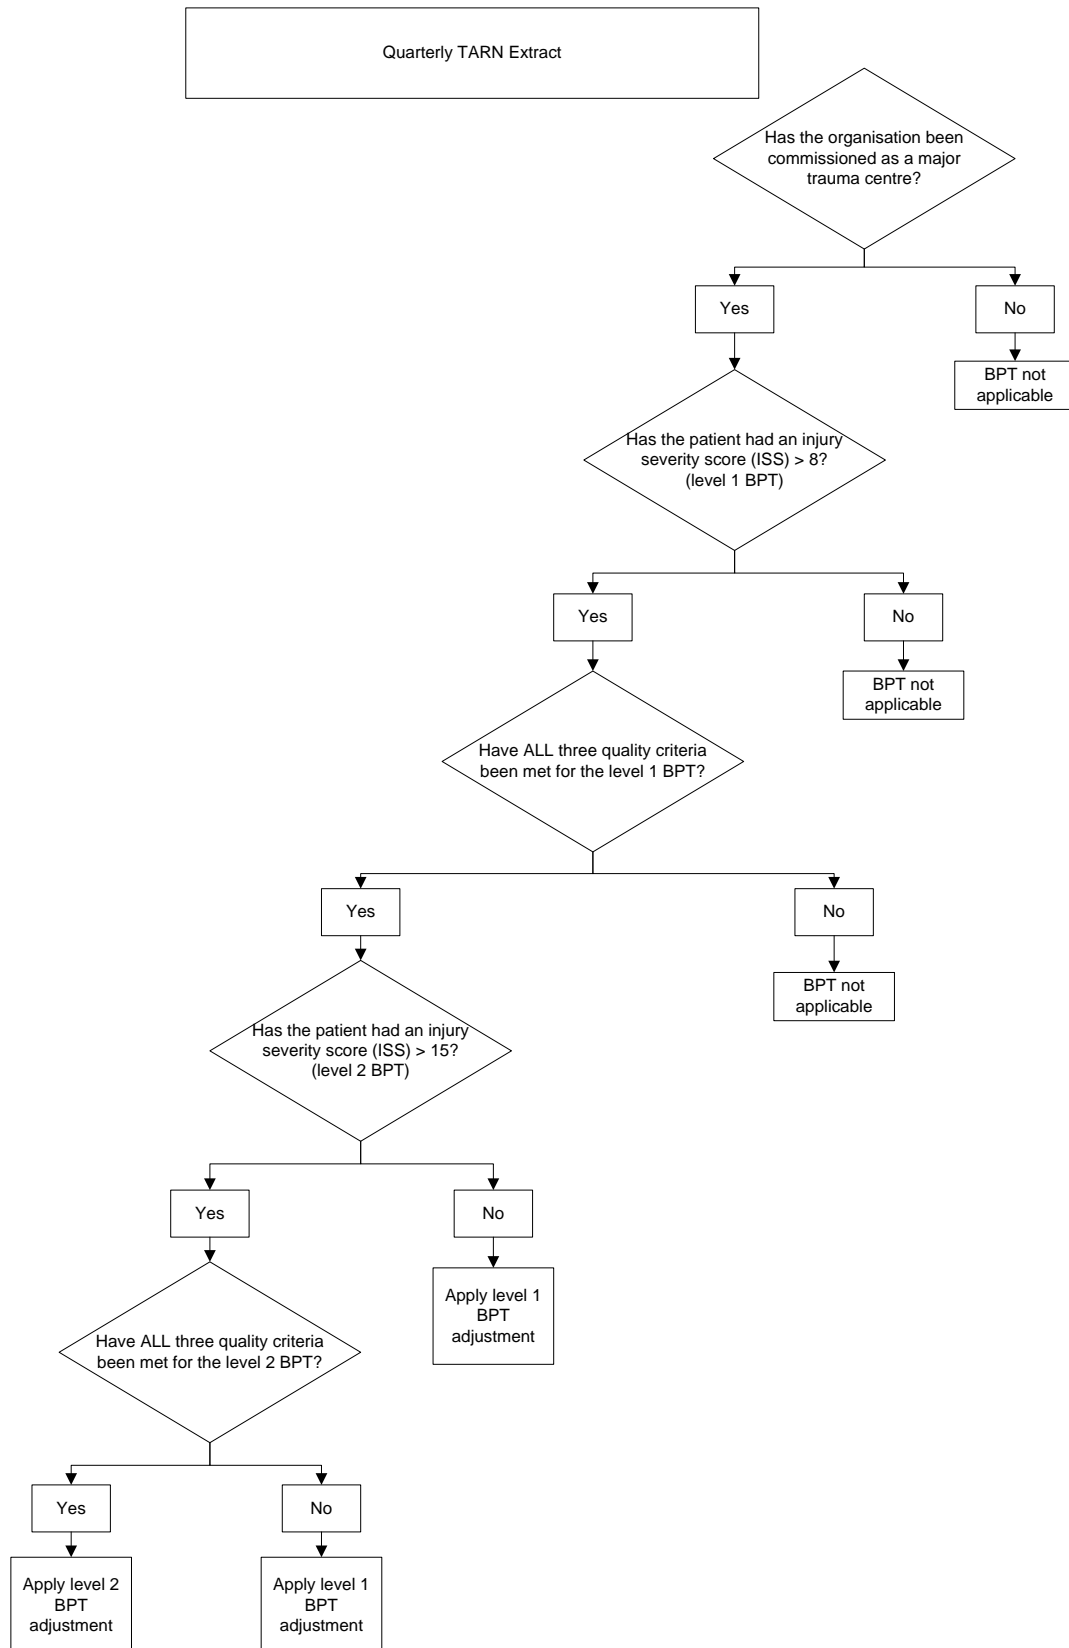 Quarterly TARN Extract
Has the organisation been
commissioned as a major
trauma centre?
Yes
No
BPT not
applicable
Has the patient had an injury
severity score (ISS) > 8?
(level 1 BPT)
Yes
No
BPT not
applicable
Have ALL three quality criteria
been met for the level 1 BPT?
Yes
No
BPT not
applicable
Has the patient had an injury
severity score (ISS) > 15?
(level 2 BPT)
Yes
No
Apply level 1
BPT
adjustment
Have ALL three quality criteria
been met for the level 2 BPT?
Yes
No
Apply level 2
BPT
adjustment
Apply level 1
BPT
adjustment